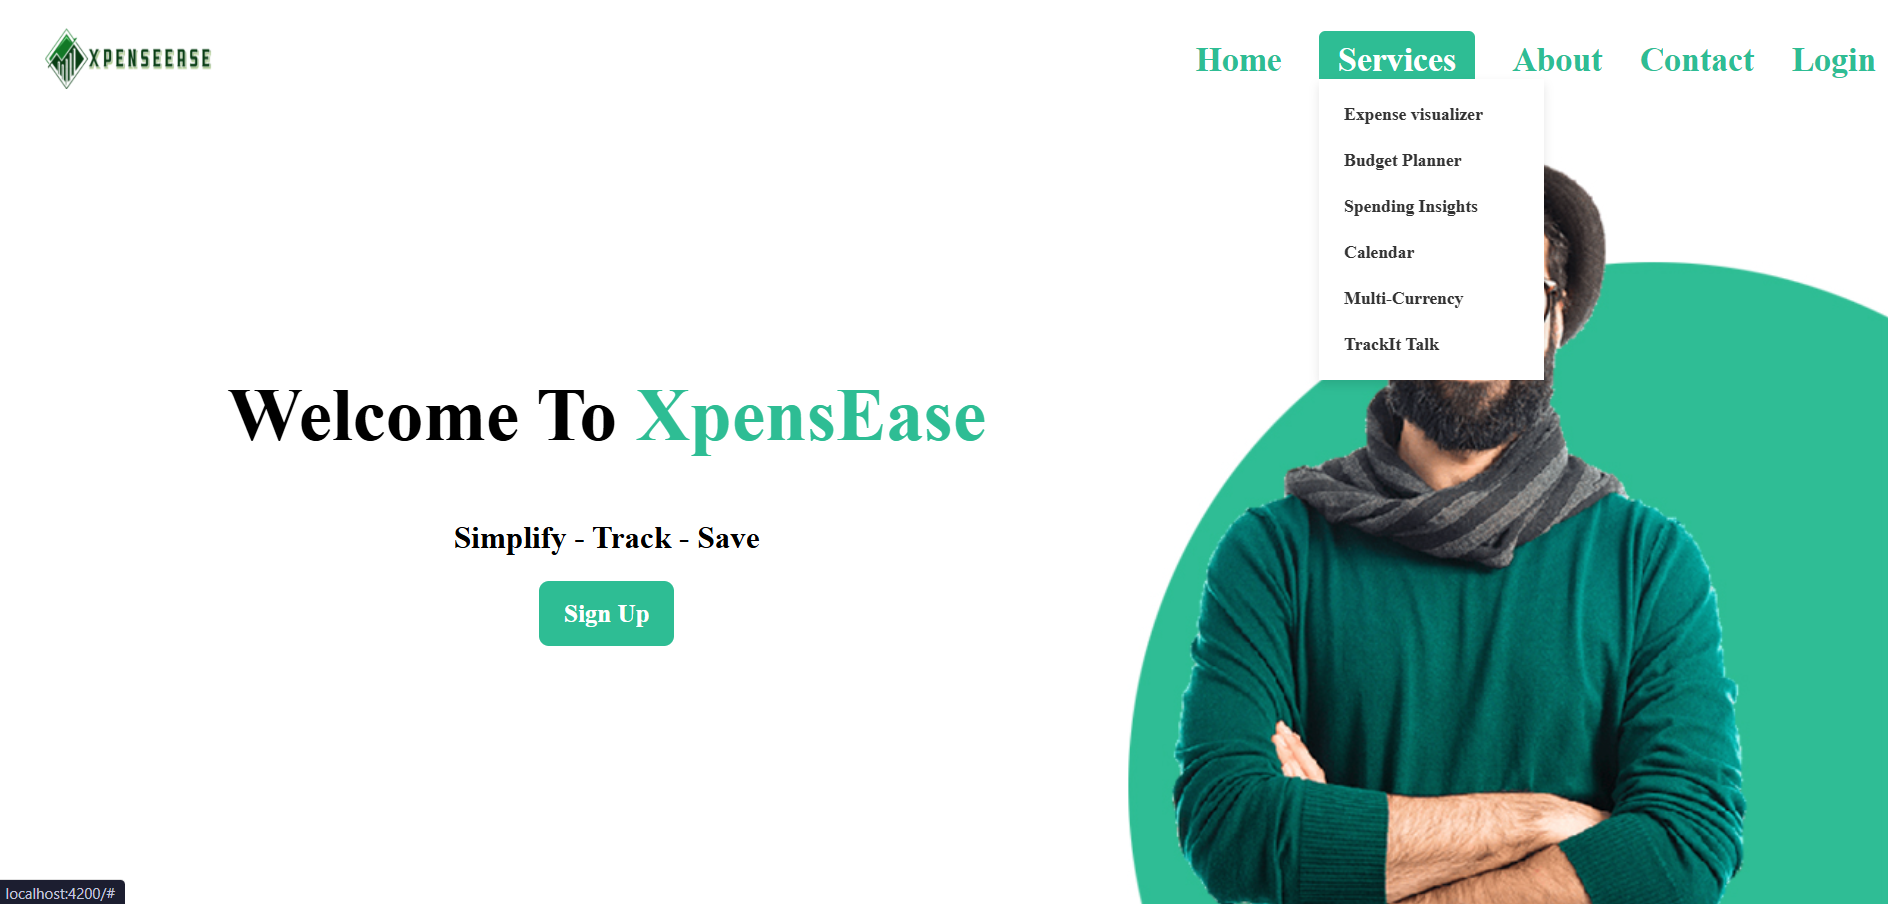 XPENSEEASE
Home Services About Contact Login
Expense visualizer
Budget Planner
Spending Insights
Calendar
Multi-Currency
TrackIt Talk
Welcome To XpensEase
Simplify - Track - Save
Sign Up
localhost:4200/#